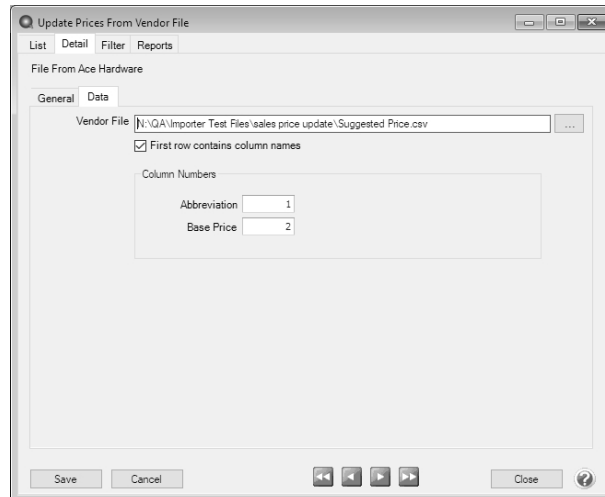 Update Prices From Vendor File
List Detail Filter Reports
File From Ace Hardware
General Data
Vendor File N:\QA\Importer Test Files\sales price update\Suggested Price.csv ...
First row contains column names
Column Numbers
Abbreviation 1
Base Price 2
Save Cancel Close ?